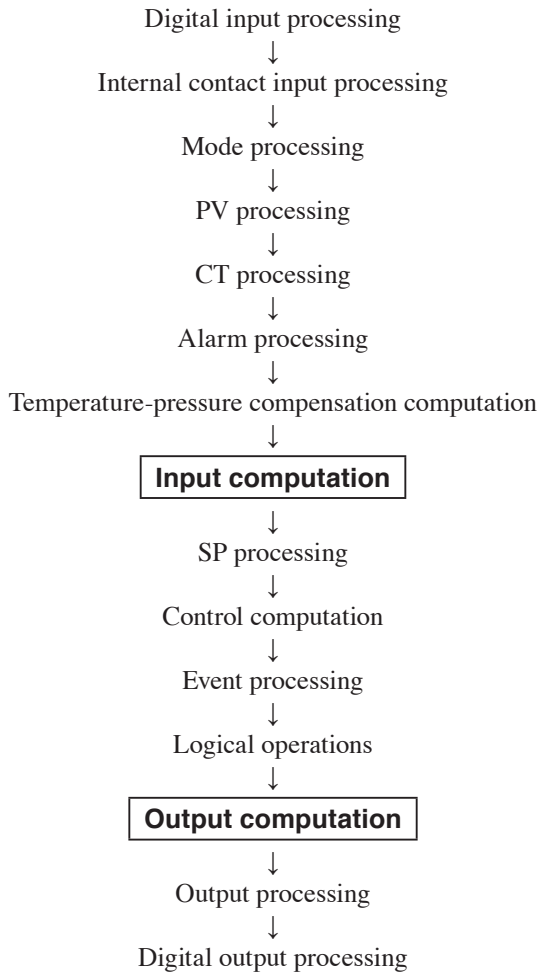 Digital input processing
↓
Internal contact input processing
↓
Mode processing
↓
PV processing
↓
CT processing
↓
Alarm processing
↓
Temperature-pressure compensation computation
↓
Input computation
↓
SP processing
↓
Control computation
↓
Event processing
↓
Logical operations
↓
Output computation
↓
Output processing
↓
Digital output processing